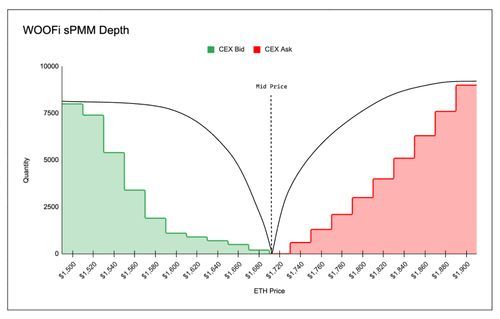 WOOFi sPMM Depth
CEX Bid CEX Ask
Mid Price
10000
7500
5000
2500
0
Quantity
$1,500 $1,520 $1,540 $1,560 $1,580 $1,600 $1,620 $1,640 $1,660 $1,680 $1,720 $1,740 $1,760 $1,780 $1,800 $1,820 $1,840 $1,860 $1,880 $1,900
ETH Price